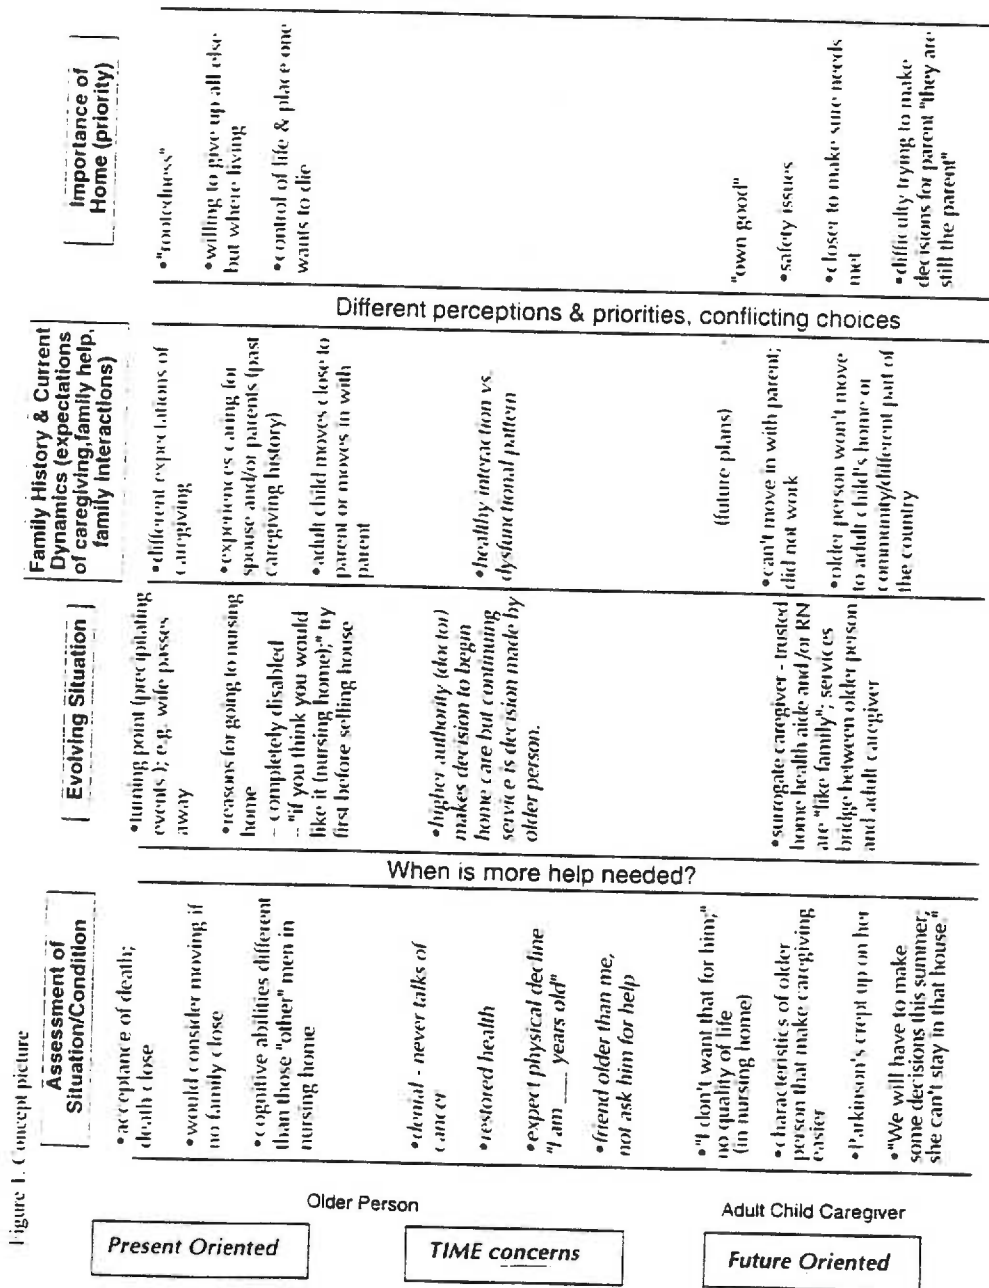 Figure 1. Concept picture
Assessment of
Situation/Condition
•acceptance of death;
death close
•would consider moving if
no family close
•cognitive abilities different
than those "other" men in
nursing home
•denial - never talks of
cancer
•restored health
•expect physical decline
"I am ___ years old"
•friend older than me,
not ask him for help
•"I don't want that for him;"
no quality of life
(in nursing home)
•characteristics of older
person that make caregiving
easier
•Parkinson's crept up on her
•"We will have to make
some decisions this summer;
she can't stay in that house."
When is more help needed?
Evolving Situation
•turning point (precipitating
events ); e.g. wife passes
away
•reasons for going to nursing
home
– completely disabled
– "if you think you would
like it (nursing home);" try
first before selling house
•higher authority (doctor)
makes decision to begin
home care but continuing
service is decision made by
older person.
•surrogate caregiver - trusted
home health aide and /or RN
are "like family"; services
bridge between older person
and adult caregiver
Family History & Current
Dynamics (expectations
of caregiving,family help,
family Interactions)
•different expectations of
caregiving
•experiences caring for
spouse and/or parents (past
caregiving history)
•adult child moves close to
parent or moves in with
parent
•healthy interaction vs.
dysfunctional pattern
(future plans)
•can't move in with parent;
did not work
•older person won't move
to adult child's home or
community/different part of
the country
Different perceptions & priorities, conflicting choices
Importance of
Home (priority)
•"rootedness"
•willing to give up all else
but where living
•control of life & place one
wants to die
"own good"
•safety issues
•closer to make sure needs
met
•difficulty trying to make
decisions for parent "they are
still the parent"
Older Person
Adult Child Caregiver
Present Oriented
TIME concerns
Future Oriented